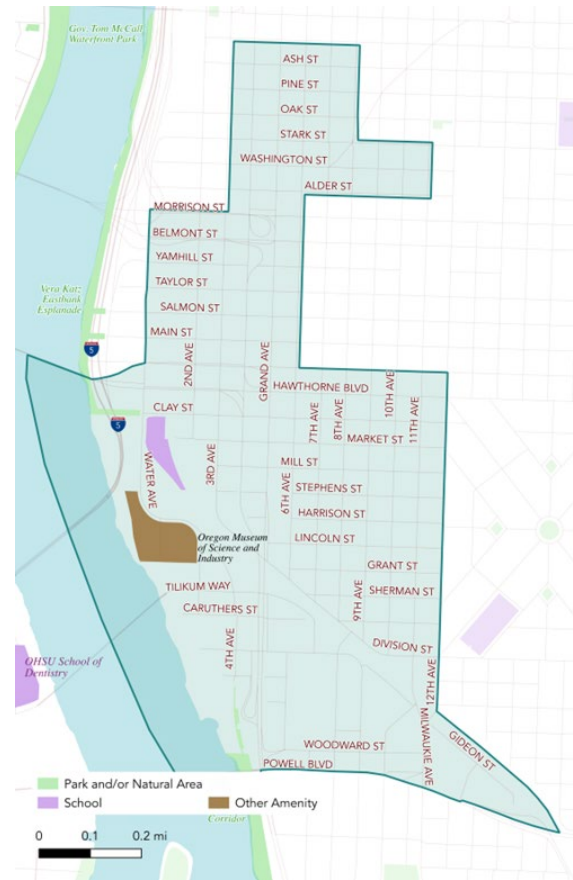 Gov. Tom McCall
Waterfront Park
ASH ST
PINE ST
OAK ST
STARK ST
WASHINGTON ST
ALDER ST
MORRISON ST
BELMONT ST
YAMHILL ST
TAYLOR ST
Vera Katz
Eastbank
Esplanade
SALMON ST
MAIN ST
5
2ND AVE
GRAND AVE
HAWTHORNE BLVD
10TH AVE
11TH AVE
CLAY ST
5
7TH AVE
8TH AVE
MARKET ST
3RD AVE
WATER AVE
MILL ST
6TH AVE
STEPHENS ST
HARRISON ST
Oregon Museum
of Science and
Industry
LINCOLN ST
GRANT ST
TILIKUM WAY
9TH AVE
SHERMAN ST
CARUTHERS ST
4TH AVE
DIVISION ST
OHSU School of
Dentistry
12TH AVE
MILWAUKIE AVE
GIDEON ST
WOODWARD ST
POWELL BLVD
Park and/or Natural Area
School
Other Amenity
Corridor
0 0.1 0.2 mi